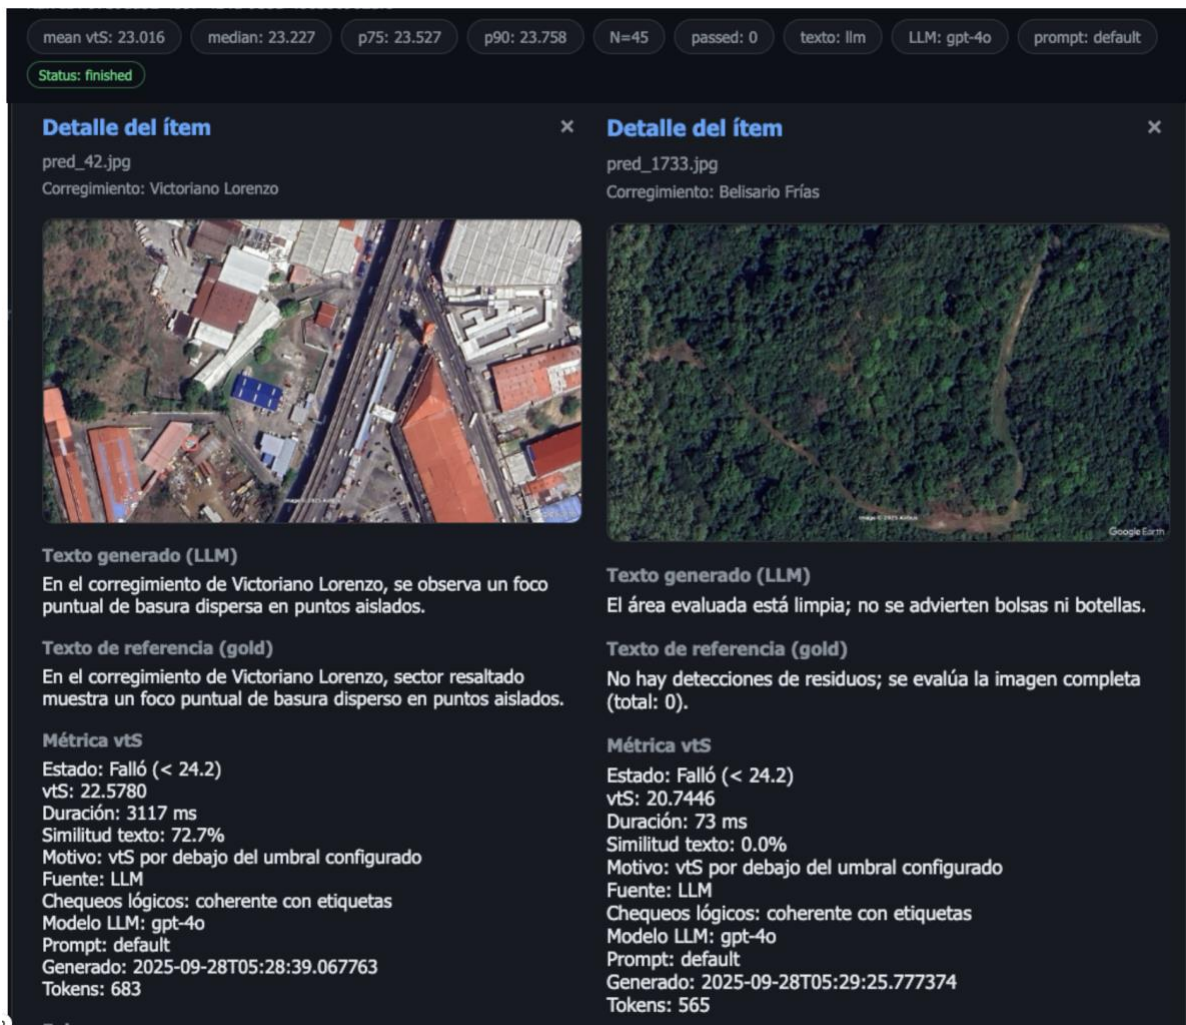 mean vtS: 23.016
median: 23.227
p75: 23.527
p90: 23.758
N=45
passed: 0
texto: llm
LLM: gpt-4o
prompt: default
Status: finished
Detalle del ítem
×
pred_42.jpg
Corregimiento: Victoriano Lorenzo
Texto generado (LLM)
En el corregimiento de Victoriano Lorenzo, se observa un foco
puntual de basura dispersa en puntos aislados.
Texto de referencia (gold)
En el corregimiento de Victoriano Lorenzo, sector resaltado
muestra un foco puntual de basura disperso en puntos aislados.
Métrica vtS
Estado: Falló (< 24.2)
vtS: 22.5780
Duración: 3117 ms
Similitud texto: 72.7%
Motivo: vtS por debajo del umbral configurado
Fuente: LLM
Chequeos lógicos: coherente con etiquetas
Modelo LLM: gpt-4o
Prompt: default
Generado: 2025-09-28T05:28:39.067763
Tokens: 683
Detalle del ítem
×
pred_1733.jpg
Corregimiento: Belisario Frías
Image © 2025 Airbus
Google Earth
Texto generado (LLM)
El área evaluada está limpia; no se advierten bolsas ni botellas.
Texto de referencia (gold)
No hay detecciones de residuos; se evalúa la imagen completa
(total: 0).
Métrica vtS
Estado: Falló (< 24.2)
vtS: 20.7446
Duración: 73 ms
Similitud texto: 0.0%
Motivo: vtS por debajo del umbral configurado
Fuente: LLM
Chequeos lógicos: coherente con etiquetas
Modelo LLM: gpt-4o
Prompt: default
Generado: 2025-09-28T05:29:25.777374
Tokens: 565